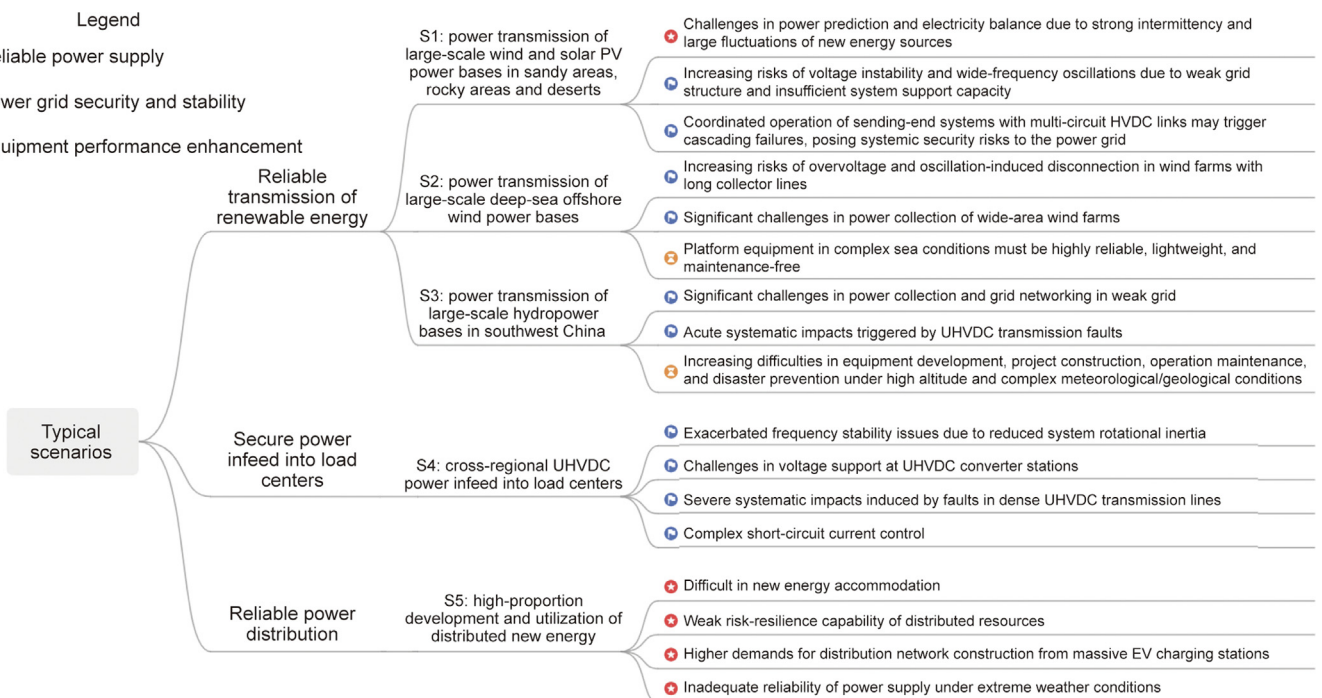 Legend
eliable power supply
wer grid security and stability
uipment performance enhancement
Typical
scenarios
Reliable
transmission of
renewable energy
S1: power transmission of
large-scale wind and solar PV
power bases in sandy areas,
rocky areas and deserts
Challenges in power prediction and electricity balance due to strong intermittency and
large fluctuations of new energy sources
Increasing risks of voltage instability and wide-frequency oscillations due to weak grid
structure and insufficient system support capacity
Coordinated operation of sending-end systems with multi-circuit HVDC links may trigger
cascading failures, posing systemic security risks to the power grid
S2: power transmission of
large-scale deep-sea offshore
wind power bases
Increasing risks of overvoltage and oscillation-induced disconnection in wind farms with
long collector lines
Significant challenges in power collection of wide-area wind farms
Platform equipment in complex sea conditions must be highly reliable, lightweight, and
maintenance-free
S3: power transmission of
large-scale hydropower
bases in southwest China
Significant challenges in power collection and grid networking in weak grid
Acute systematic impacts triggered by UHVDC transmission faults
Increasing difficulties in equipment development, project construction, operation maintenance,
and disaster prevention under high altitude and complex meteorological/geological conditions
Secure power
infeed into load
centers
S4: cross-regional UHVDC
power infeed into load centers
Exacerbated frequency stability issues due to reduced system rotational inertia
Challenges in voltage support at UHVDC converter stations
Severe systematic impacts induced by faults in dense UHVDC transmission lines
Complex short-circuit current control
Reliable power
distribution
S5: high-proportion
development and utilization of
distributed new energy
Difficult in new energy accommodation
Weak risk-resilience capability of distributed resources
Higher demands for distribution network construction from massive EV charging stations
Inadequate reliability of power supply under extreme weather conditions